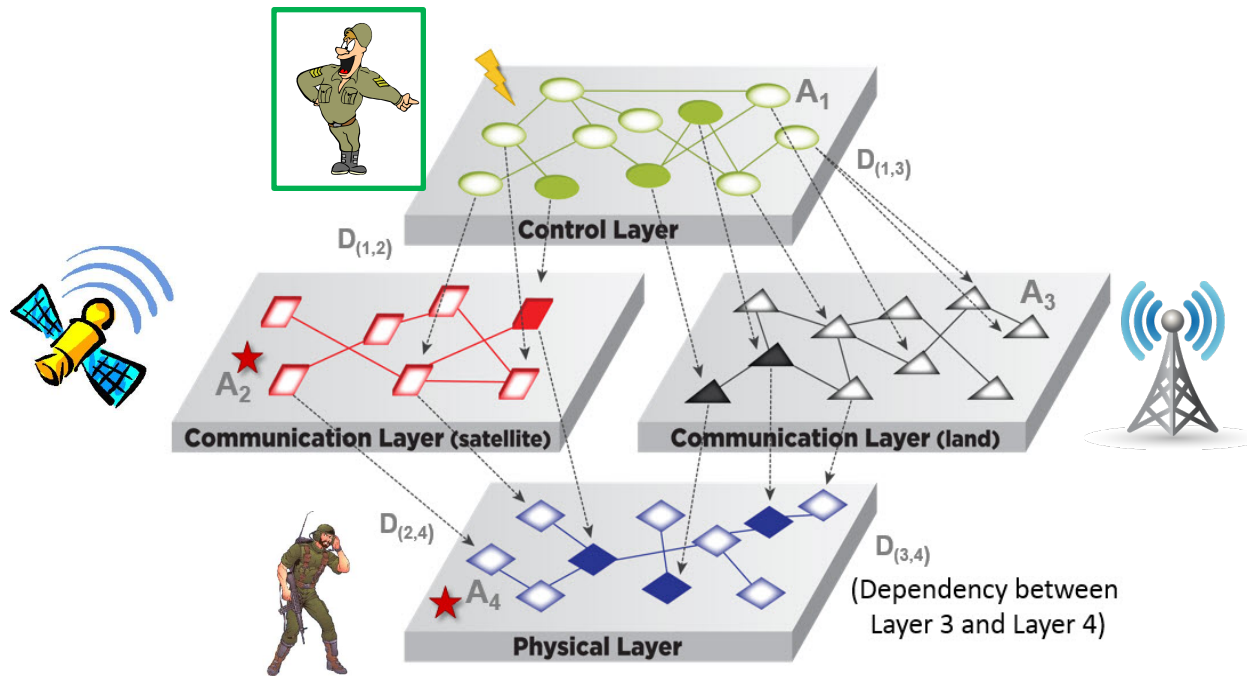 A1
D(1,3)
Control Layer
D(1,2)
A3
A2
Communication Layer (satellite)
Communication Layer (land)
D(2,4)
D(3,4)
A4
(Dependency between
Layer 3 and Layer 4)
Physical Layer